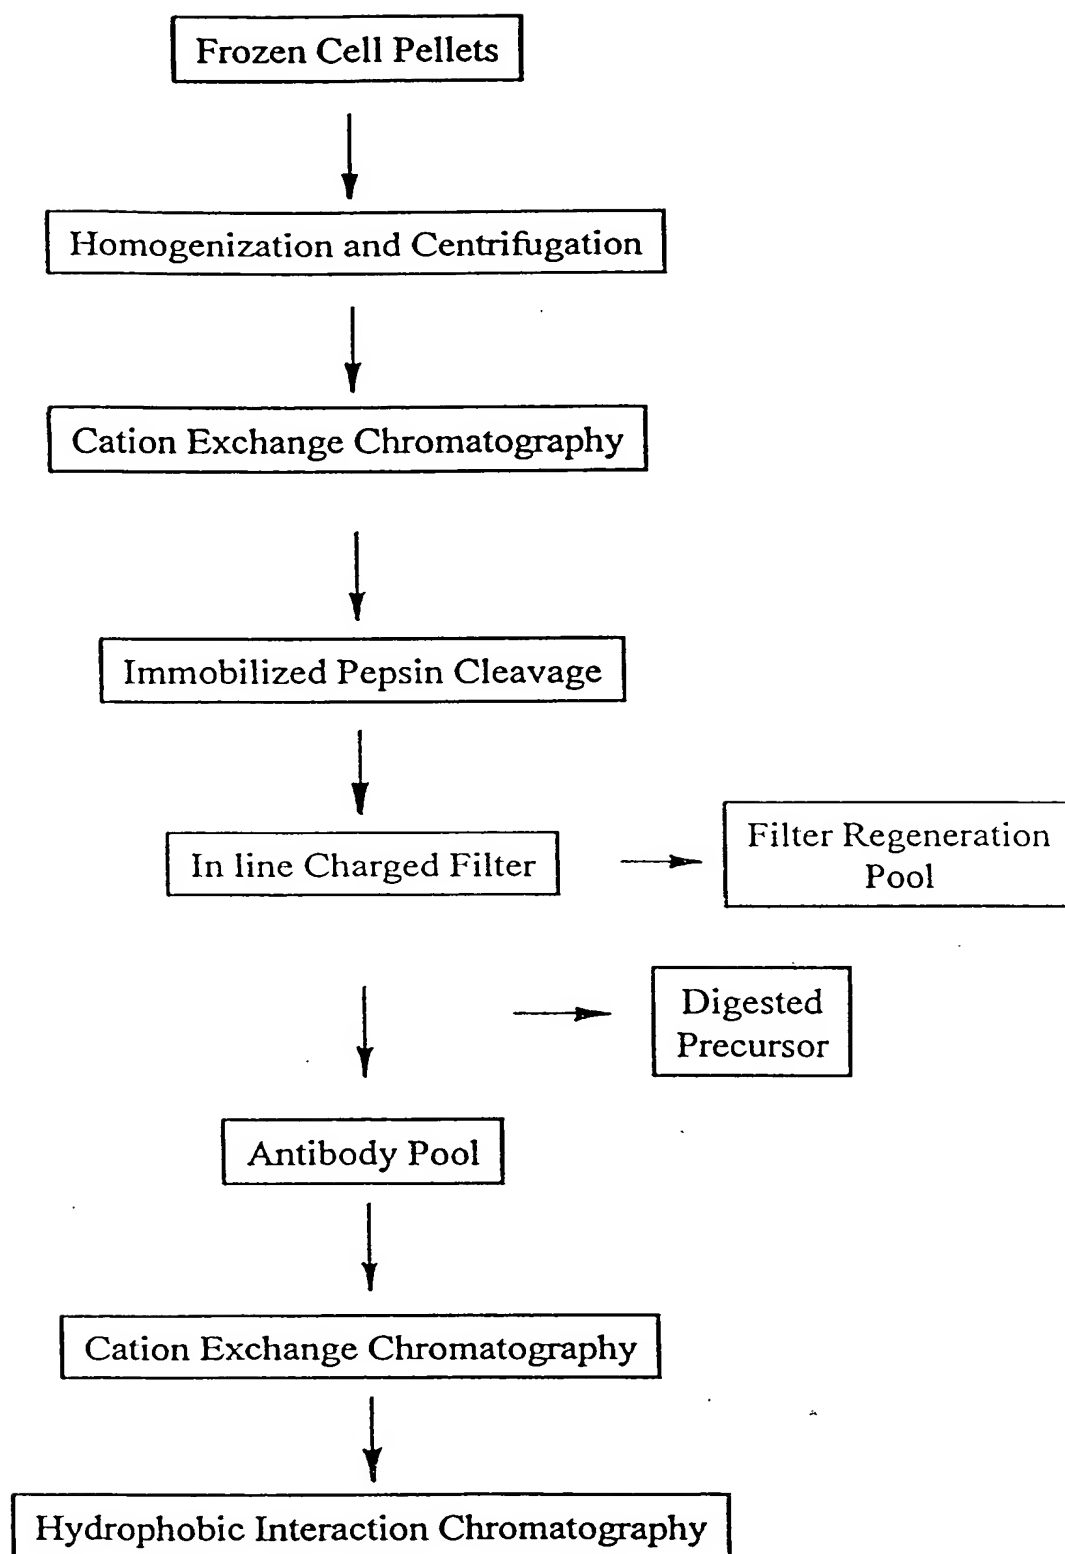 Frozen Cell Pellets
Homogenization and Centrifugation
Cation Exchange Chromatography
Immobilized Pepsin Cleavage
In line Charged Filter
Filter Regeneration
Pool
Digested
Precursor
Antibody Pool
Cation Exchange Chromatography
Hydrophobic Interaction Chromatography